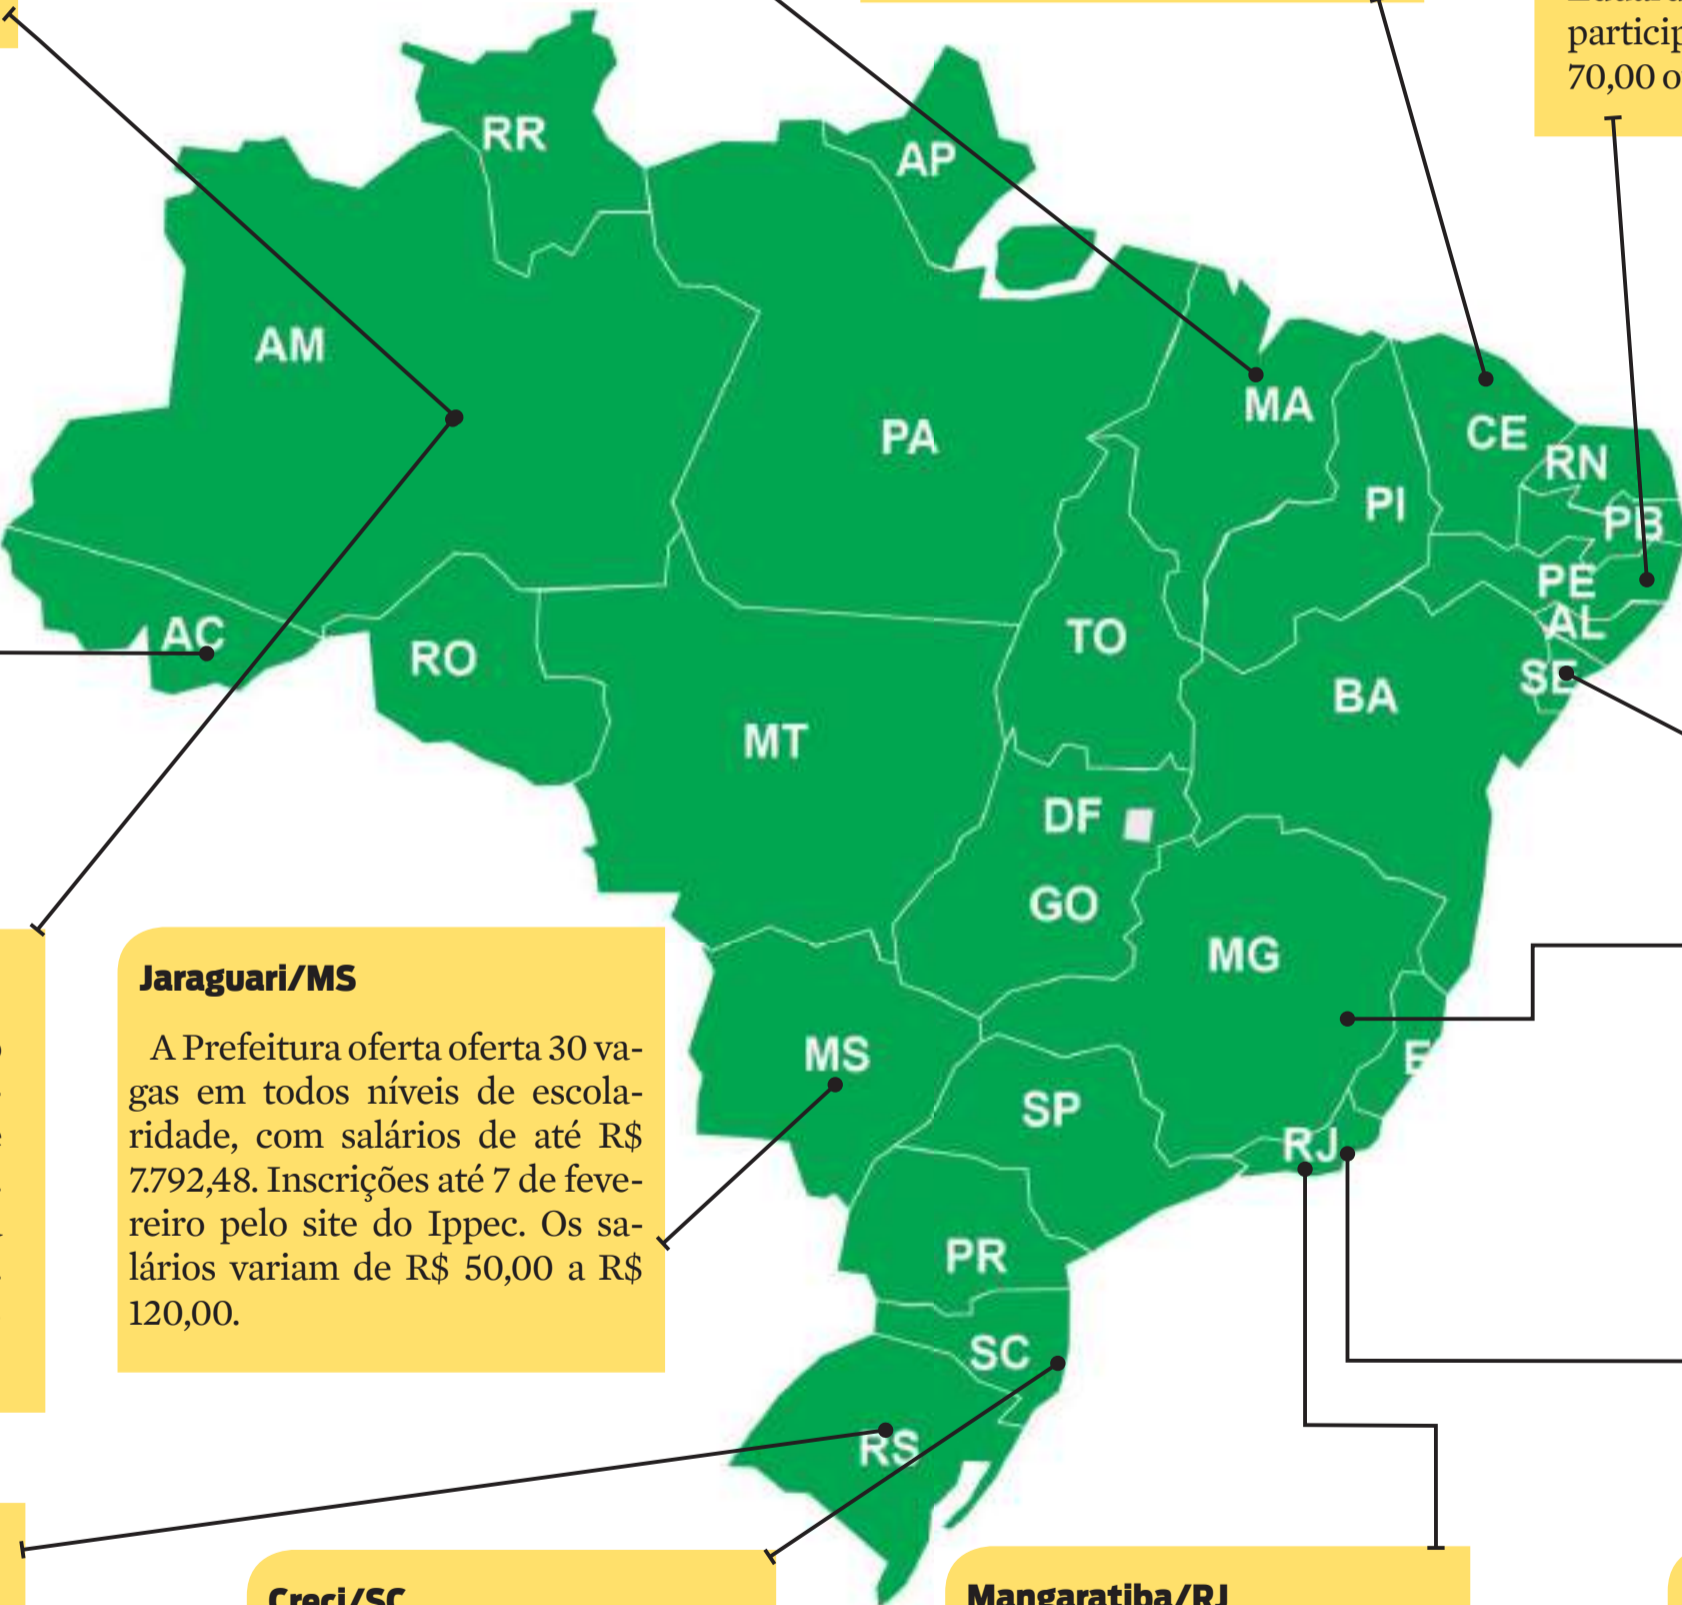 particip
70,00 o
RR
AP
AM
PA
MA
CE
RN
PI
PB
PE
AL
AC
TO
RO
SE
BA
MT
DF
GO
MG
Jaraguari/MS
A Prefeitura oferta oferta 30 va-
gas em todos níveis de escola-
ridade, com salários de até R$
7.792,48. Inscrições até 7 de feve-
reiro pelo site do Ippec. Os sa-
lários variam de R$ 50,00 a R$
120,00.
MS
E
SP
RJ
PR
SC
RS
Creci/SC
Mangaratiba/RJ